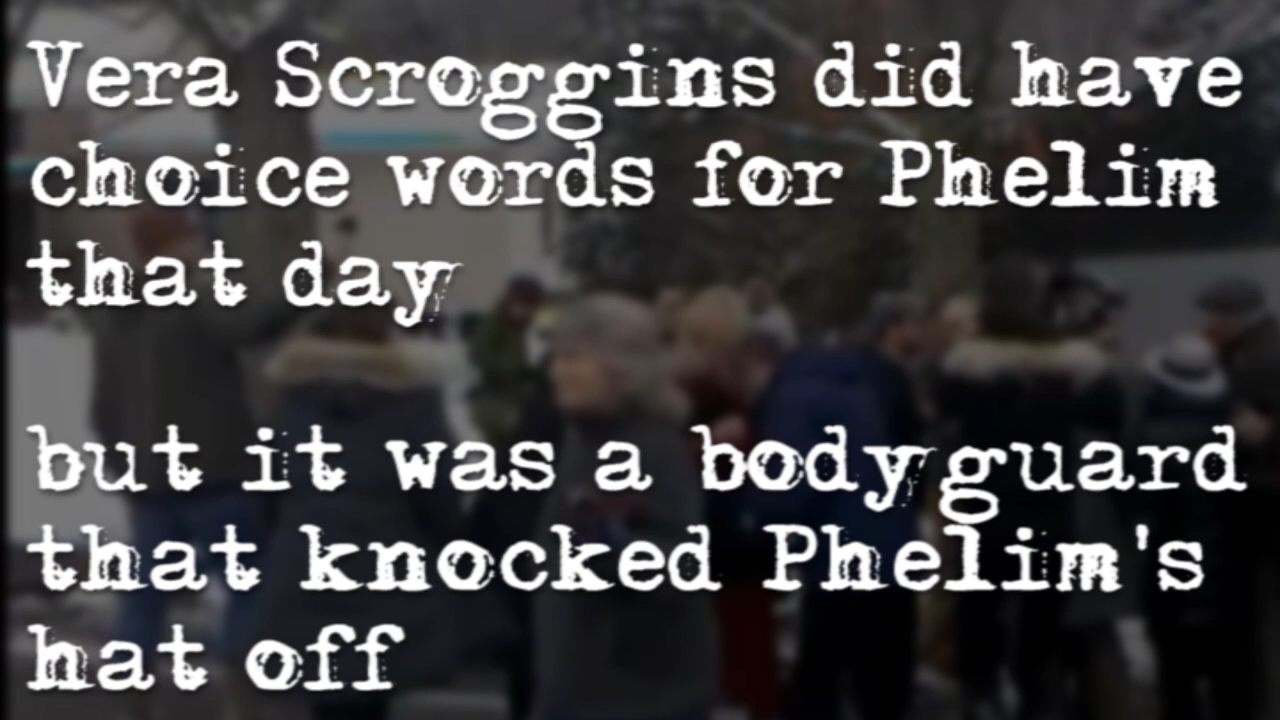 Vera Scroggins did have
choice words for Phelim
that day
but it was a bodyguard
that knocked Phelim's
hat off